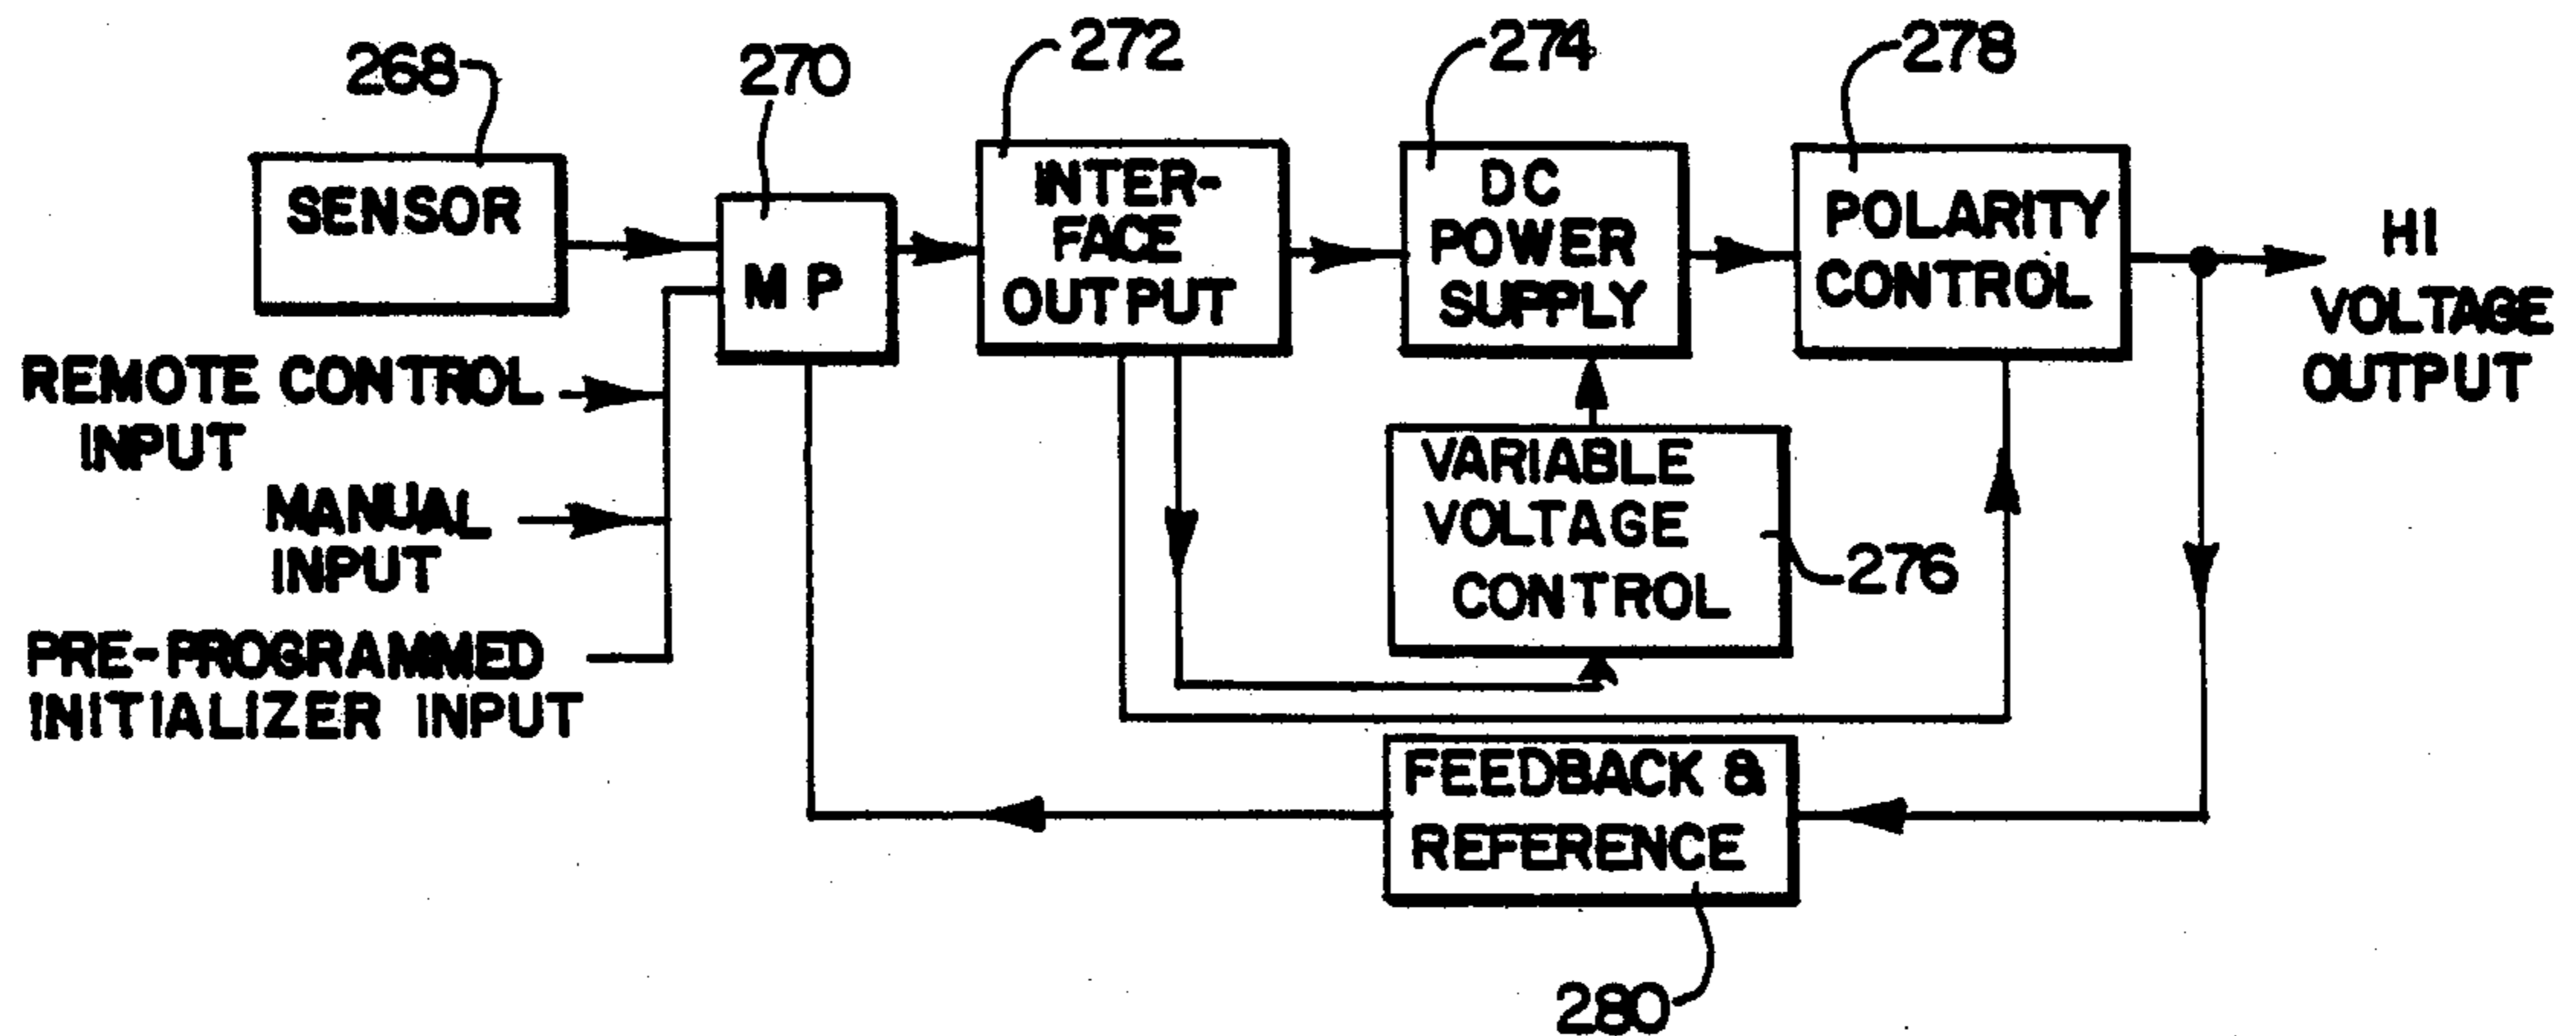 268
270
272
274
278
SENSOR
MP
INTER-
FACE
OUTPUT
DC
POWER
SUPPLY
POLARITY
CONTROL
HI
VOLTAGE
OUTPUT
REMOTE CONTROL
INPUT
MANUAL
INPUT
PRE-PROGRAMMED
INITIALIZER INPUT
VARIABLE
VOLTAGE
CONTROL
276
FEEDBACK &
REFERENCE
280